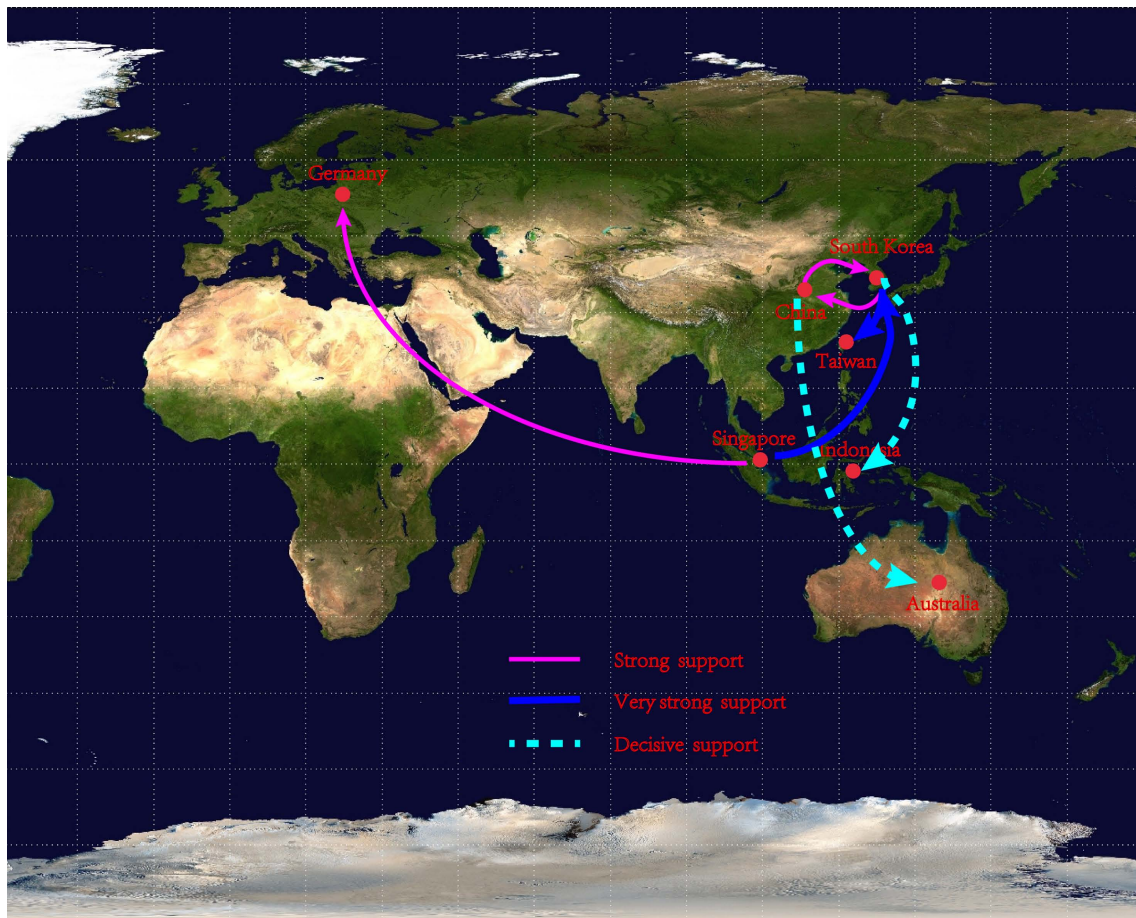 Germany
South Korea
China
Taiwan
Singapore
Indonesia
Australia
Strong support
Very strong support
Decisive support